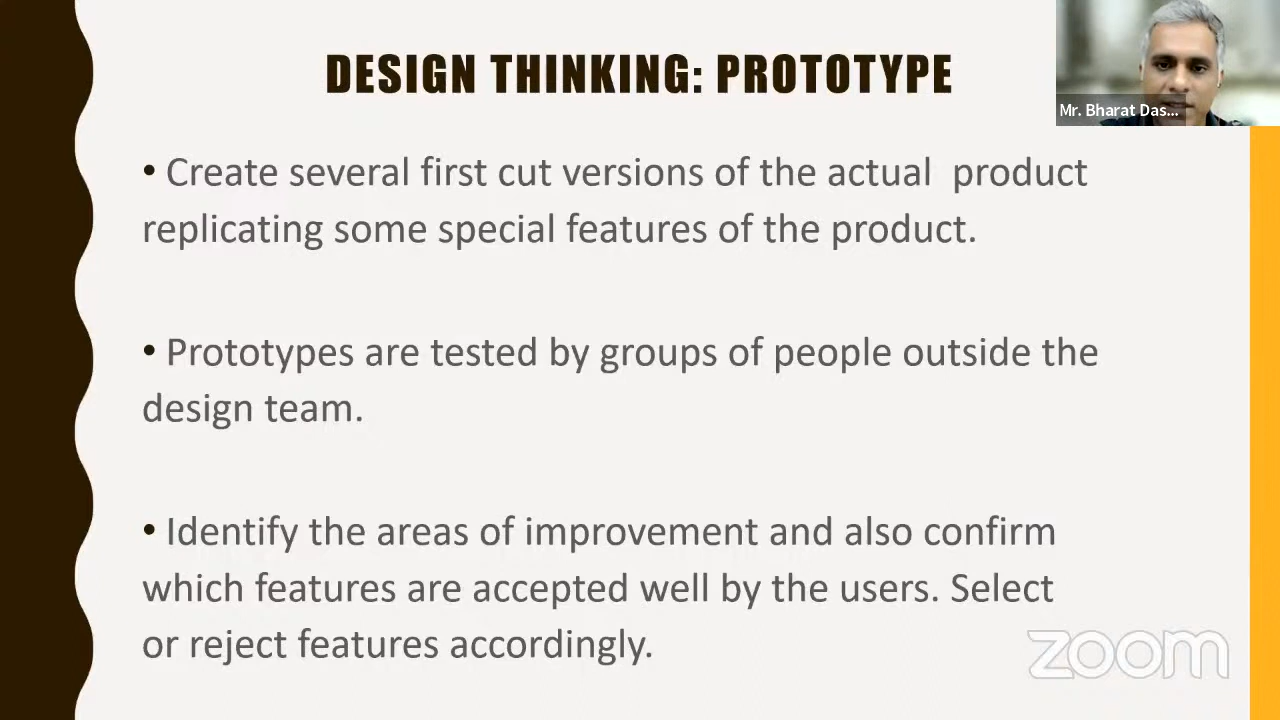 DESIGN THINKING: PROTOTYPE
Mr. Bharat Das...
• Create several first cut versions of the actual  product
replicating some special features of the product.
• Prototypes are tested by groups of people outside the
design team.
• Identify the areas of improvement and also confirm
which features are accepted well by the users. Select
or reject features accordingly.
zoom